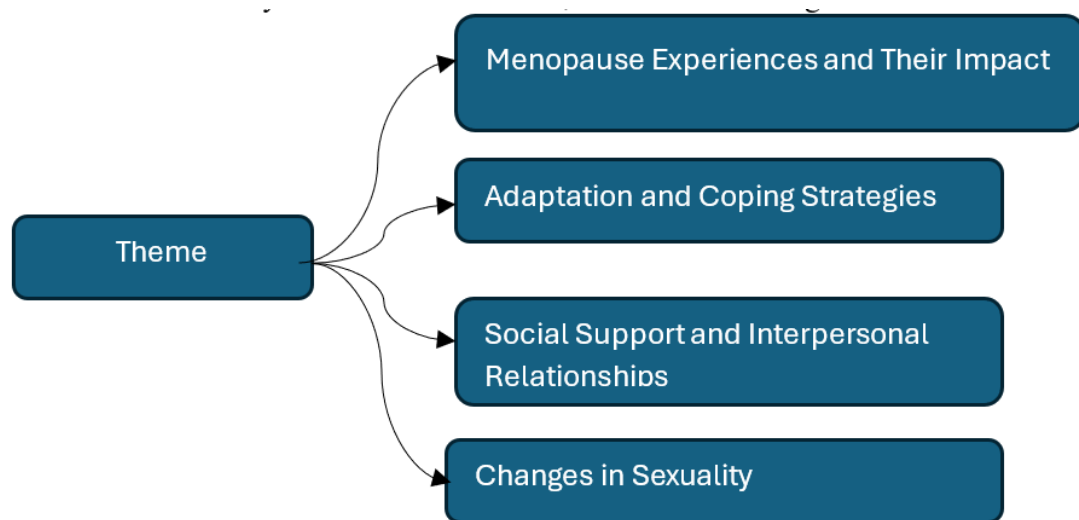 Menopause Experiences and Their Impact
Adaptation and Coping Strategies
Theme
Social Support and Interpersonal
Relationships
Changes in Sexuality